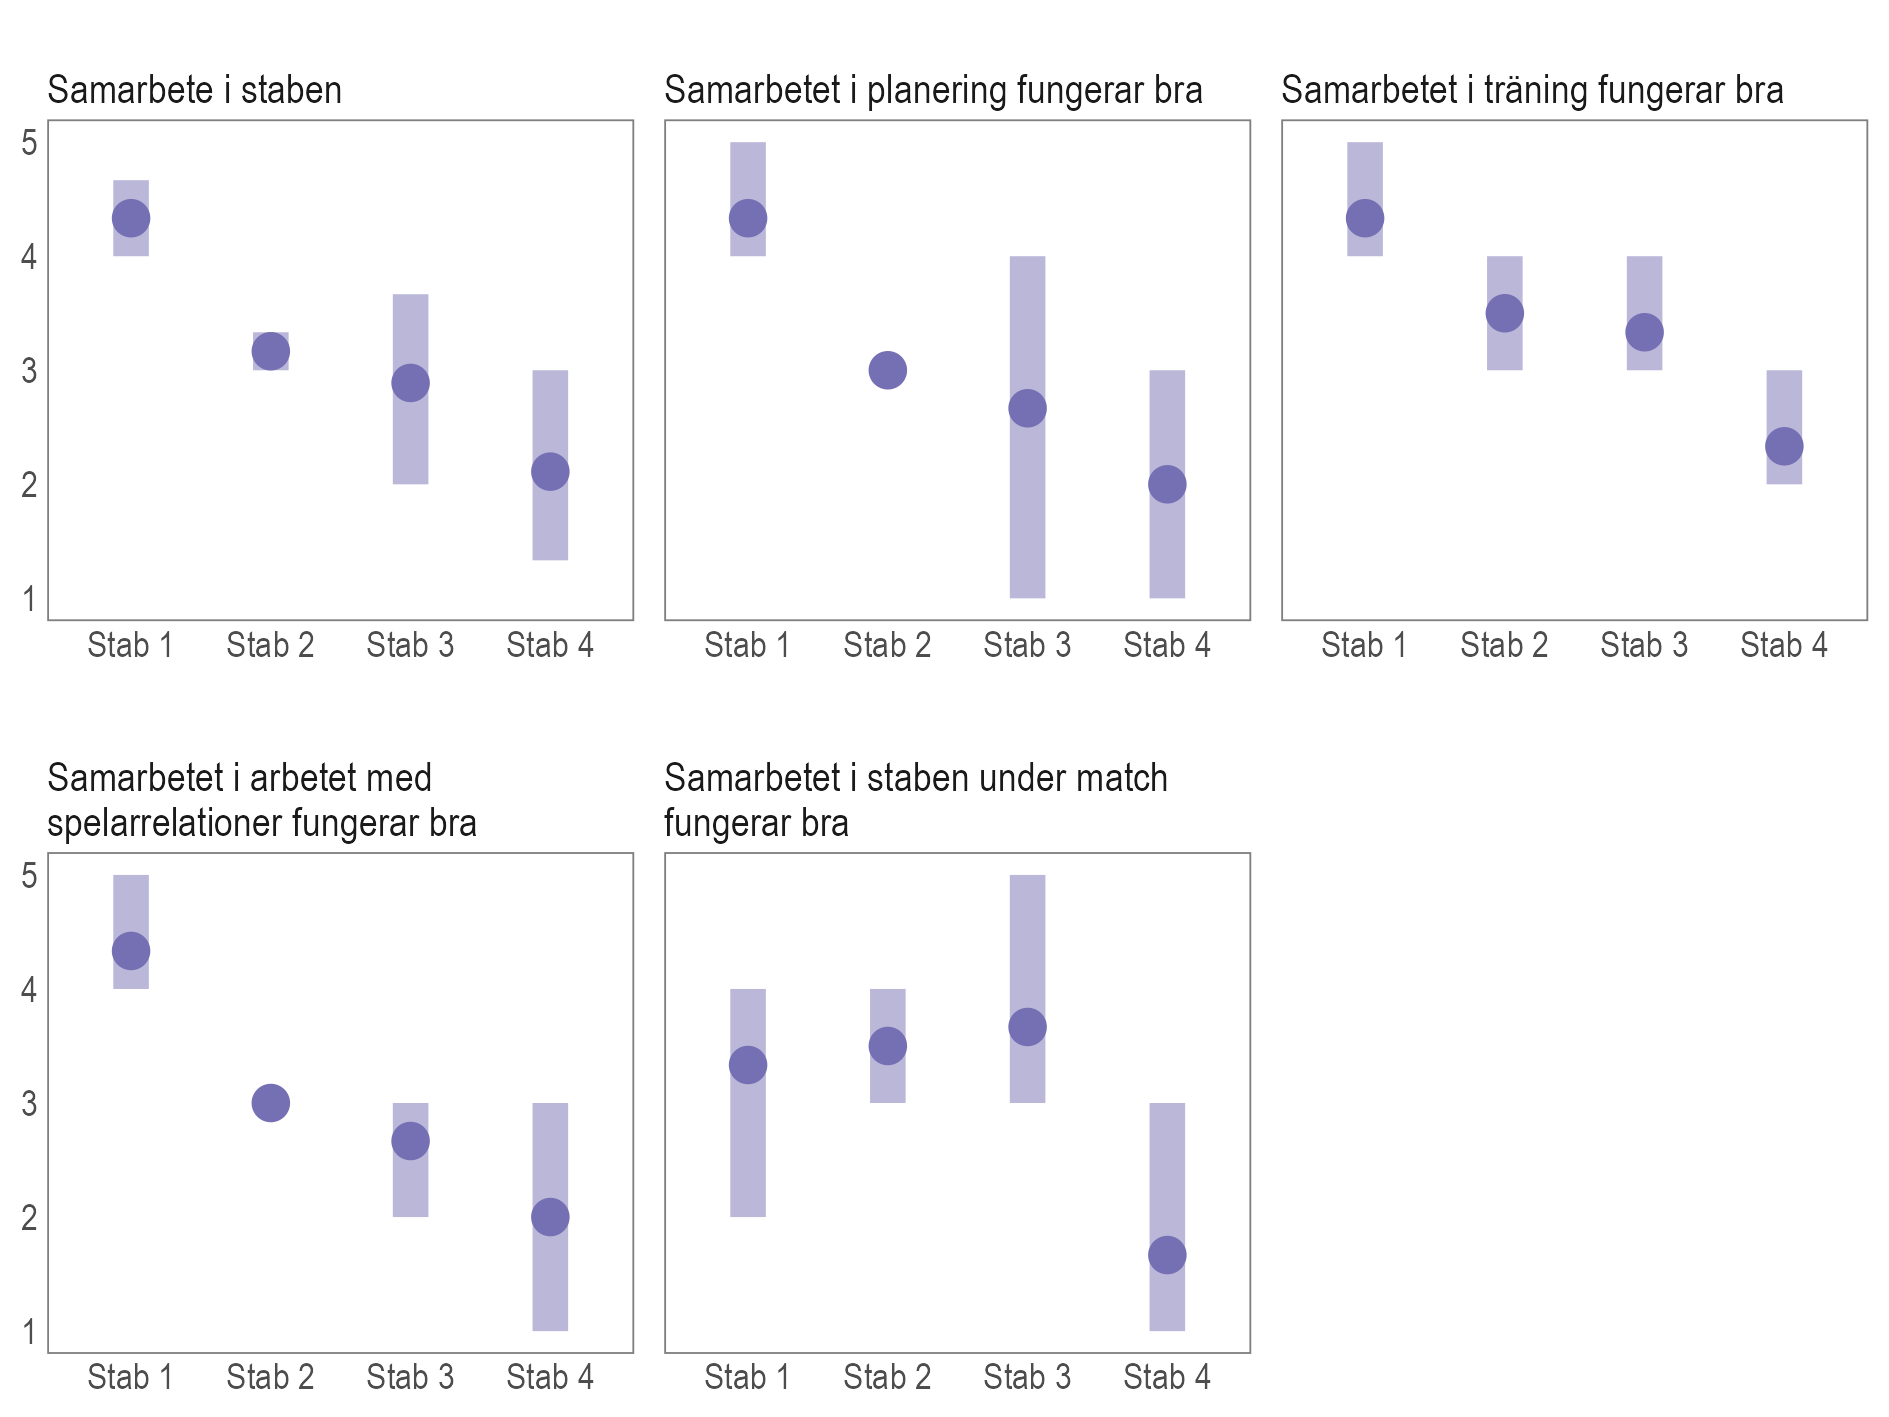 Samarbete i staben
Samarbetet i planering fungerar bra
Samarbetet i träning fungerar bra
5
4
3
2
1
Stab 1 Stab 2 Stab 3 Stab 4
Stab 1 Stab 2 Stab 3 Stab 4
Stab 1 Stab 2 Stab 3 Stab 4
Samarbetet i arbetet med
spelarrelationer fungerar bra
Samarbetet i staben under match
fungerar bra
5
4
3
2
1
Stab 1 Stab 2 Stab 3 Stab 4
Stab 1 Stab 2 Stab 3 Stab 4